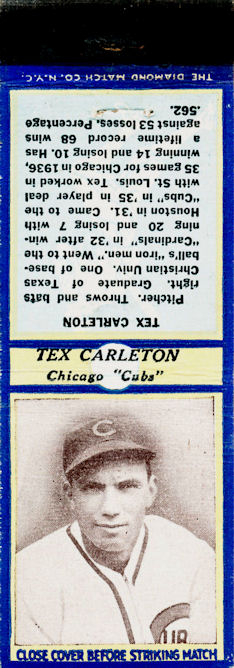 THE DIAMOND MATCH CO. N.Y.C.
TEX CARLETON
Pitcher. Throws and bats
right. Graduate of Texas
Christian Univ. One of base-
ball's "iron men." Went to the
"Cardinals" in '32 after win-
ning 20 and losing 7 with
Houston in '31. Came to the
"Cubs" in '35 in player deal
with St. Louis. Tex worked in
35 games for Chicago in 1936,
winning 14 and losing 10. Has
a lifetime record 68 wins
against 53 losses. Percentage
.562.
TEX CARLETON
Chicago "Cubs"
C
CUB
CLOSE COVER BEFORE STRIKING MATCH